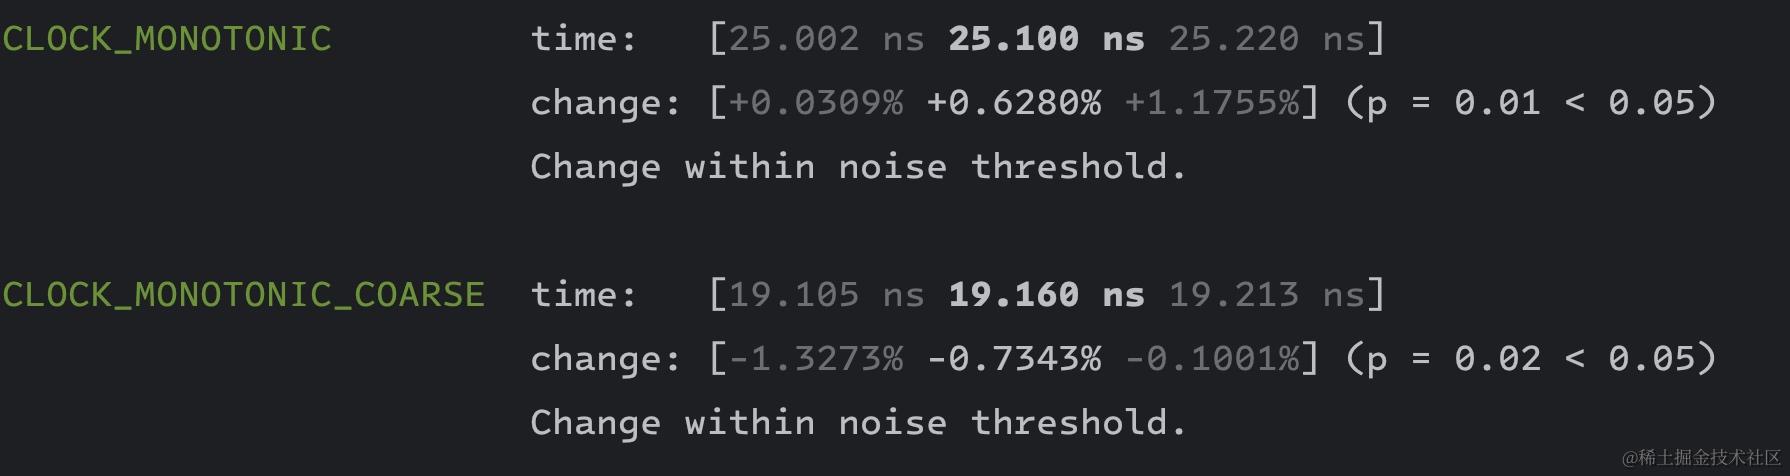 CLOCK_MONOTONIC time: [25.002 ns 25.100 ns 25.220 ns]
change: [+0.0309% +0.6280% +1.1755%] (p = 0.01 < 0.05)
Change within noise threshold.
CLOCK_MONOTONIC_COARSE time: [19.105 ns 19.160 ns 19.213 ns]
change: [-1.3273% -0.7343% -0.1001%] (p = 0.02 < 0.05)
Change within noise threshold.
@稀土掘金技术社区